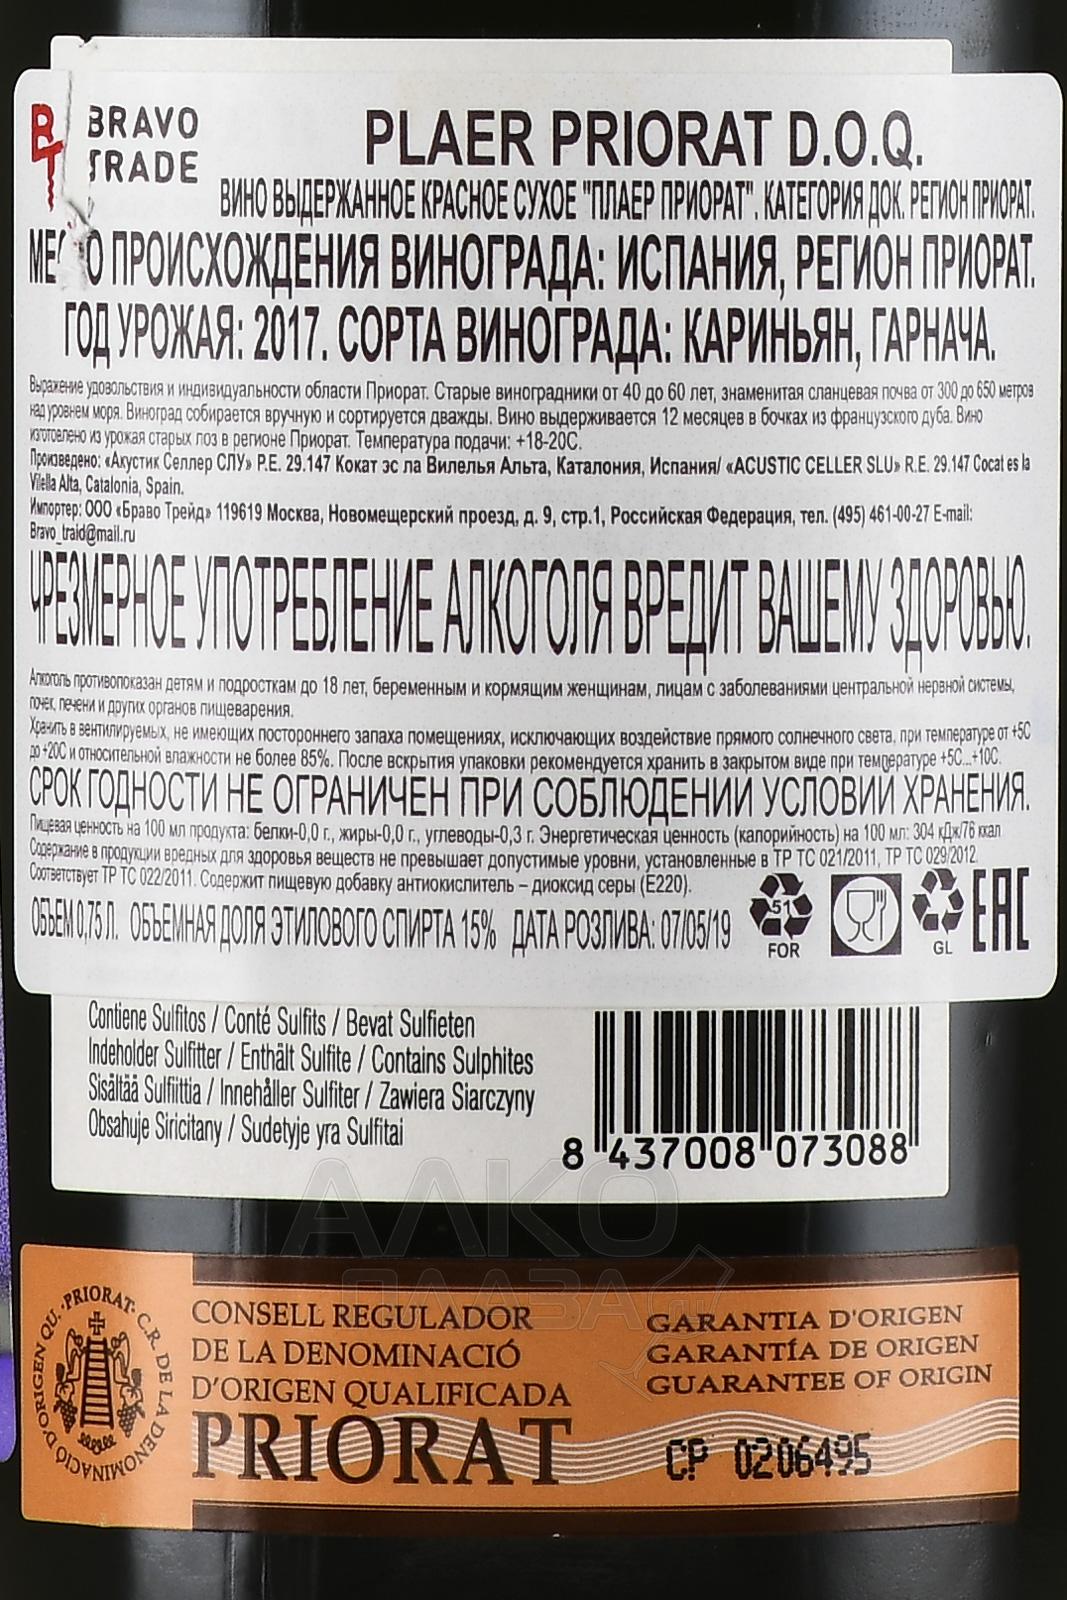 BRAVO
TRADE
PLAER PRIORAT D.O.Q.
ВИНО ВЫДЕРЖАННОЕ КРАСНОЕ СУХОЕ "ПЛАЕР ПРИОРАТ". КАТЕГОРИЯ ДОК. РЕГИОН ПРИОРАТ.
ПРОИСХОЖДЕНИЯ ВИНОГРАДА: ИСПАНИЯ, РЕГИОН ПРИОРАТ.
ГОД УРОЖАЯ: 2017. СОРТА ВИНОГРАДА: КАРИНЬЯН, ГАРНАЧА.
Выражение удовольствия и индивидуальности области Приорат. Старые виноградники от 40 до 60 лет, знаменитая сланцевая почва от 300 до 650 метров
над уровнем моря. Виноград собирается вручную и сортируется дважды. Вино выдерживается 12 месяцев в бочках из французского дуба. Вино
изготовлено из урожая старых лоз в регионе Приорат. Температура подачи: +18-20С.
Произведено: «Акустик Селлер СЛУ» Р.Е. 29.147 Кокат эс ла Вилелья Альта, Каталония, Испания/ «ACUSTIC CELLER SLU» R.E. 29.147 Cocat es la
Vilella Alta, Catalonia, Spain.
Импортер: ООО «Браво Трейд» 119619 Москва, Новомещерский проезд, д. 9, стр.1, Российская Федерация, тел. (495) 461-00-27 E-mail:
Bravo_traid@mail.ru
ЧРЕЗМЕРНОЕ УПОТРЕБЛЕНИЕ АЛКОГОЛЯ ВРЕДИТ ВАШЕМУ ЗДОРОВЬЮ.
Алкоголь противопоказан детям и подросткам до 18 лет, беременным и кормящим женщинам, лицам с заболеваниями центральной нервной системы,
почек, печени и других органов пищеварения.
Хранить в вентилируемых, не имеющих постороннего запаха помещениях, исключающих воздействие прямого солнечного света, при температуре от +5С
до +20С и относительной влажности не более 85%. После вскрытия упаковки рекомендуется хранить в закрытом виде при температуре +5С...+10С.
СРОК ГОДНОСТИ НЕ ОГРАНИЧЕН ПРИ СОБЛЮДЕНИИ УСЛОВИЙ ХРАНЕНИЯ.
Пищевая ценность на 100 мл продукта: белки-0,0 г., жиры-0,0 г., углеводы-0,3 г. Энергетическая ценность (калорийность) на 100 мл: 304 кДж/76 ккал
Содержание в продукции вредных для здоровья веществ не превышает допустимые уровни, установленные в ТР ТС 021/2011, ТР ТС 029/2012.
Соответствует ТР ТС 022/2011. Содержит пищевую добавку антиокислитель – диоксид серы (Е220).
ОБЪЕМ 0,75 Л. ОБЪЕМНАЯ ДОЛЯ ЭТИЛОВОГО СПИРТА 15% ДАТА РОЗЛИВА: 07/05/19
51
FOR
GL
EAC
Contiene Sulfitos / Conté Sulfits / Bevat Sulfieten
Indeholder Sulfitter / Enthält Sulfite / Contains Sulphites
Sisältää Sulfiittia / Innehåller Sulfiter / Zawiera Siarczyny
Obsahuje Siricitany / Sudetyje yra Sulfitai
8 437008 073088
АЛКО
ПЛАЗА
.ru
D'ORIGEN QU. · PRIORAT · C.R. DE LA DENOMINACIÓ
CONSELL REGULADOR
DE LA DENOMINACIÓ
D'ORIGEN QUALIFICADA
PRIORAT
GARANTIA D'ORIGEN
GARANTÍA DE ORIGEN
GUARANTEE OF ORIGIN
CP 0206495